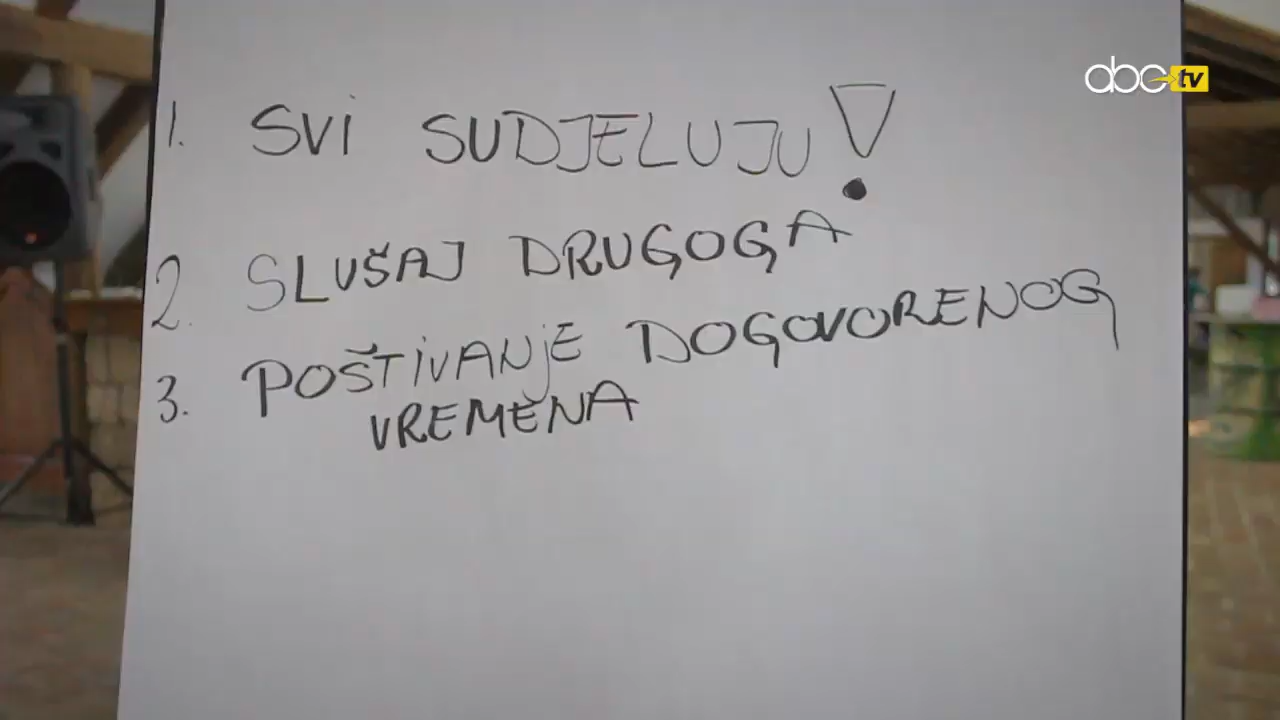 abc tv
1. SVI SUDJELUJU!
2. SLUŠAJ DRUGOGA
3. POŠTIVANJE DOGOVORENOG
VREMENA